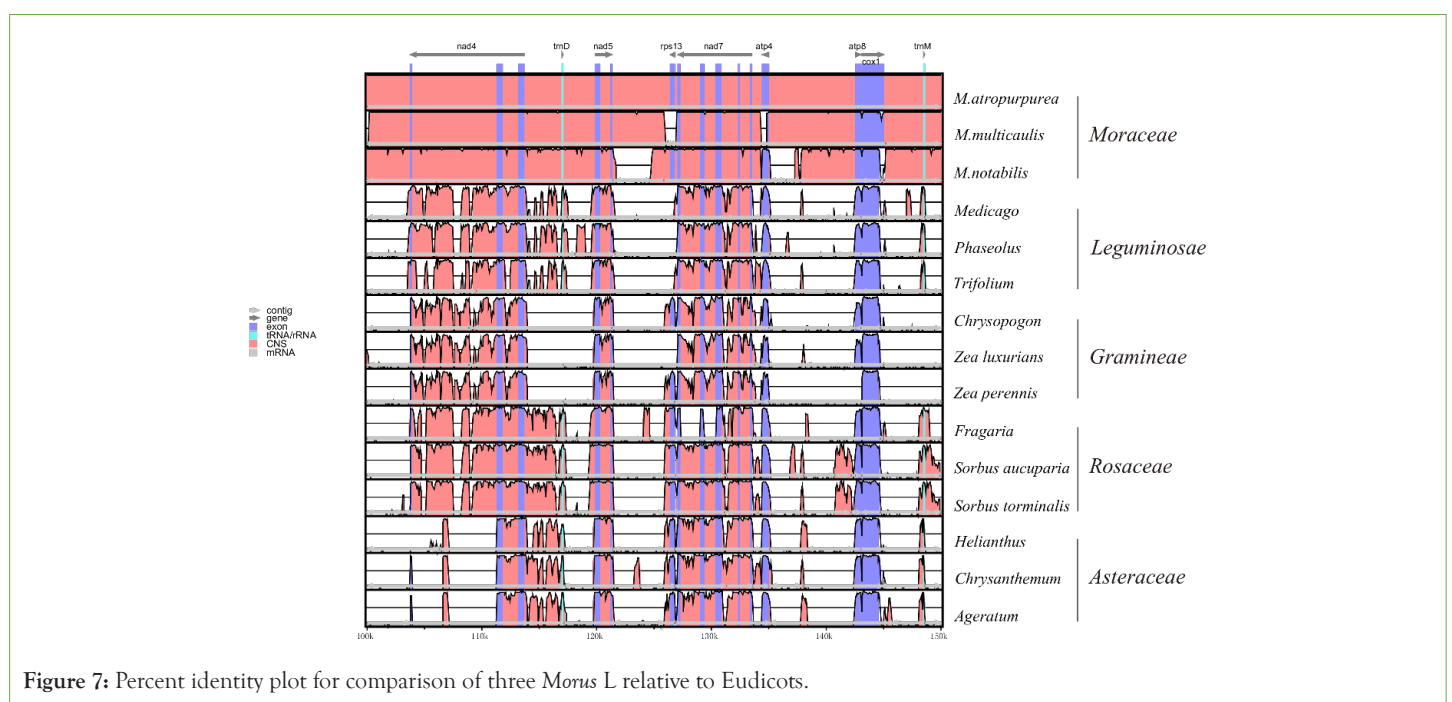 nad4 trnD nad5 rps13 nad7 atp4 atp8 trnM
cox1
M.atropurpurea
M.multicaulis
Moraceae
M.notabilis
Medicago
Phaseolus
Leguminosae
Trifolium
contig
gene
exon
tRNA/rRNA
CNS
mRNA
Chrysopogon
Zea luxurians
Gramineae
Zea perennis
Fragaria
Sorbus aucuparia
Rosaceae
Sorbus torminalis
Helianthus
Chrysanthemum
Asteraceae
Ageratum
100k 110k 120k 130k 140k 150k
Figure 7: Percent identity plot for comparison of three Morus L relative to Eudicots.